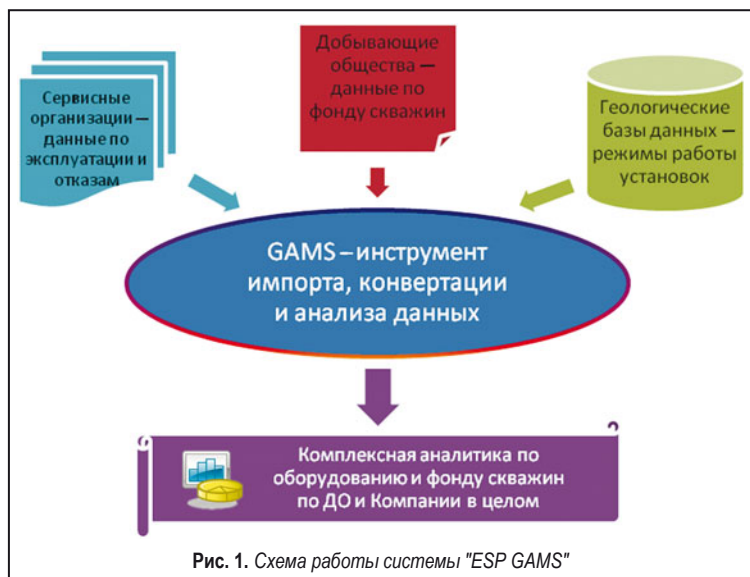 Сервисные
организации —
данные по
эксплуатации и
отказам
Добывающие
общества —
данные по
фонду скважин
Геологические
базы данных —
режимы работы
установок
GAMS – инструмент
импорта, конвертации
и анализа данных
Комплексная аналитика по
оборудованию и фонду скважин
по ДО и Компании в целом
Рис. 1. Схема работы системы "ESP GAMS"